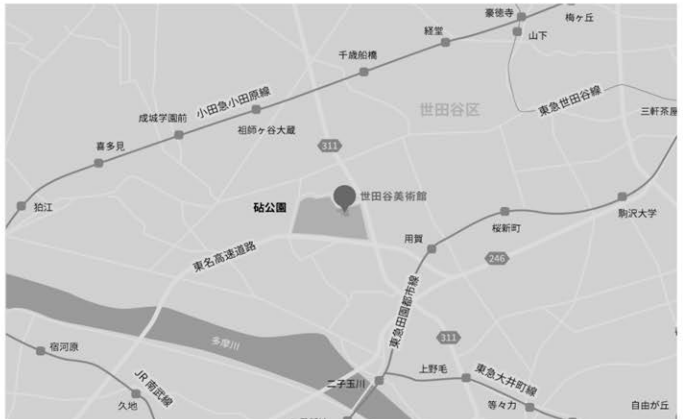 豪徳寺
梅ヶ丘
経堂
山下
千歳船橋
小田急小田原線
東急世田谷線
世田谷区
三軒茶屋
成城学園前
祖師ヶ谷大蔵
喜多見
311
狛江
砧公園
世田谷美術館
駒沢大学
桜新町
用賀
東名高速道路
246
東急田園都市線
311
多摩川
宿河原
JR 南武線
久地
二子玉川
上野毛
東急大井町線
等々力
自由が丘